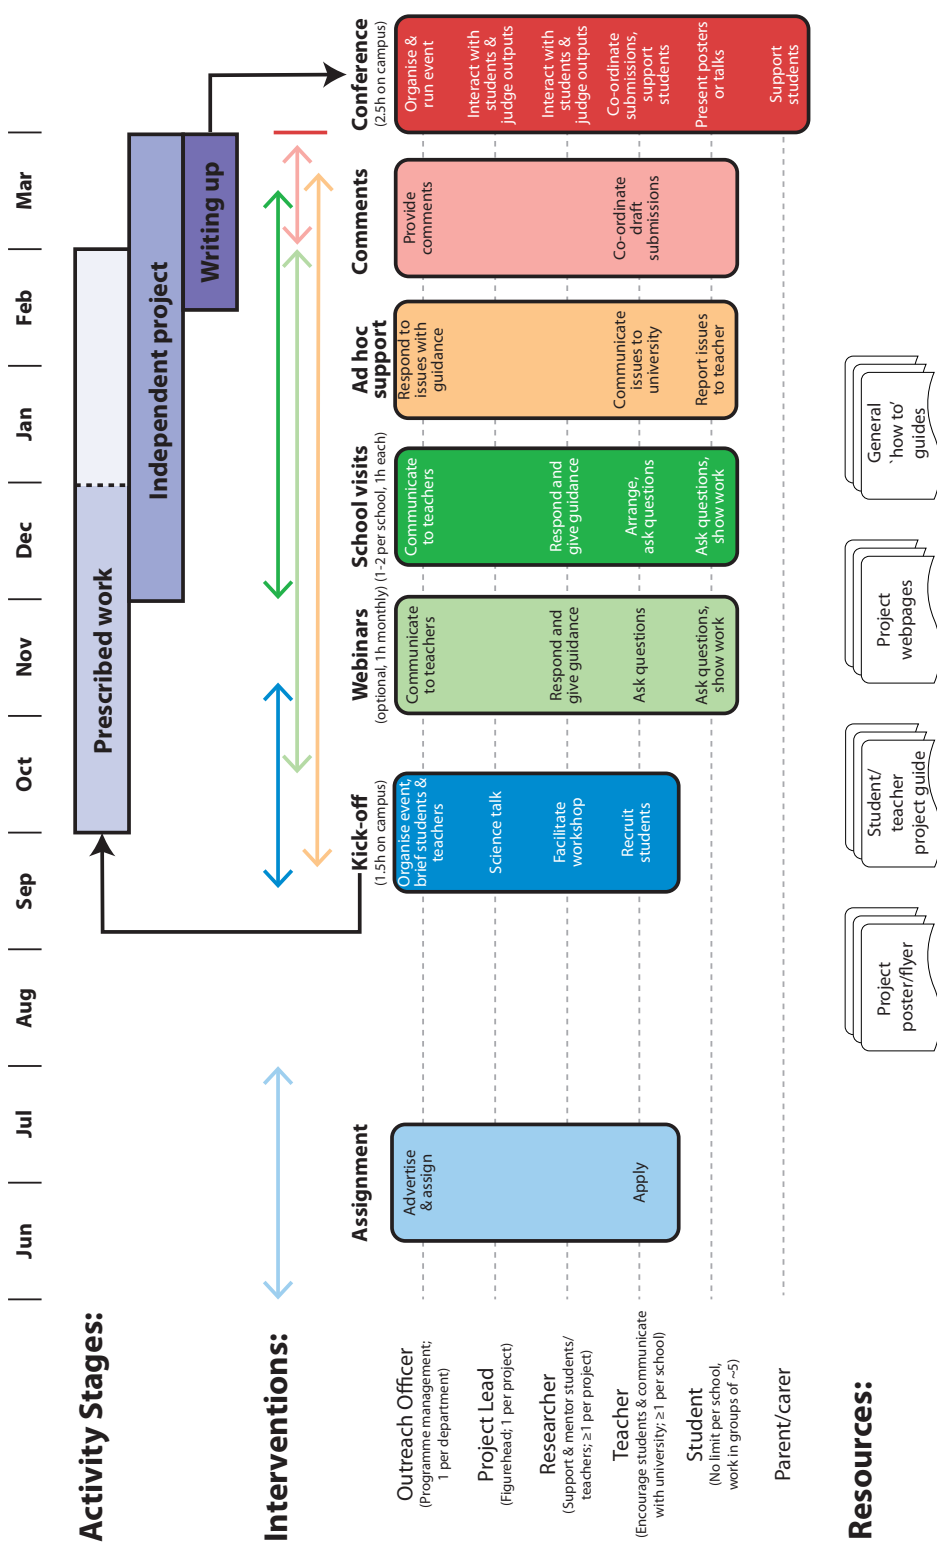 Jun
Jul
Aug
Sep
Oct
Nov
Dec
Jan
Feb
Mar
Activity Stages:
Prescribed work
Independent project
Writing up
Interventions:
Assignment
Kick-off
(1.5h on campus)
Webinars
(optional, 1h monthly)
School visits
(1-2 per school, 1h each)
Ad hoc
support
Comments
Conference
(2.5h on campus)
Outreach Officer
(Programme management;
1 per department)
Advertise
& assign
Organise event,
brief students &
teachers
Communicate
to teachers
Communicate
to teachers
Respond to
issues with
guidance
Provide
comments
Organise &
run event
Project Lead
(Figurehead; 1 per project)
Science talk
Interact with
students &
judge outputs
Researcher
(Support & mentor students/
teachers; ≥1 per project)
Facilitate
workshop
Respond and
give guidance
Respond and
give guidance
Interact with
students &
judge outputs
Teacher
(Encourage students & communicate
with university; ≥1 per school)
Apply
Recruit
students
Ask questions
Arrange,
ask questions
Communicate
issues to
university
Co-ordinate
draft
submissions
Co-ordinate
submissions,
support
students
Student
(No limit per school,
work in groups of ~5)
Ask questions,
show work
Ask questions,
show work
Report issues
to teacher
Present posters
or talks
Parent/carer
Support
students
Resources:
Project
poster/flyer
Student/
teacher
project guide
Project
webpages
General
‘how to’
guides